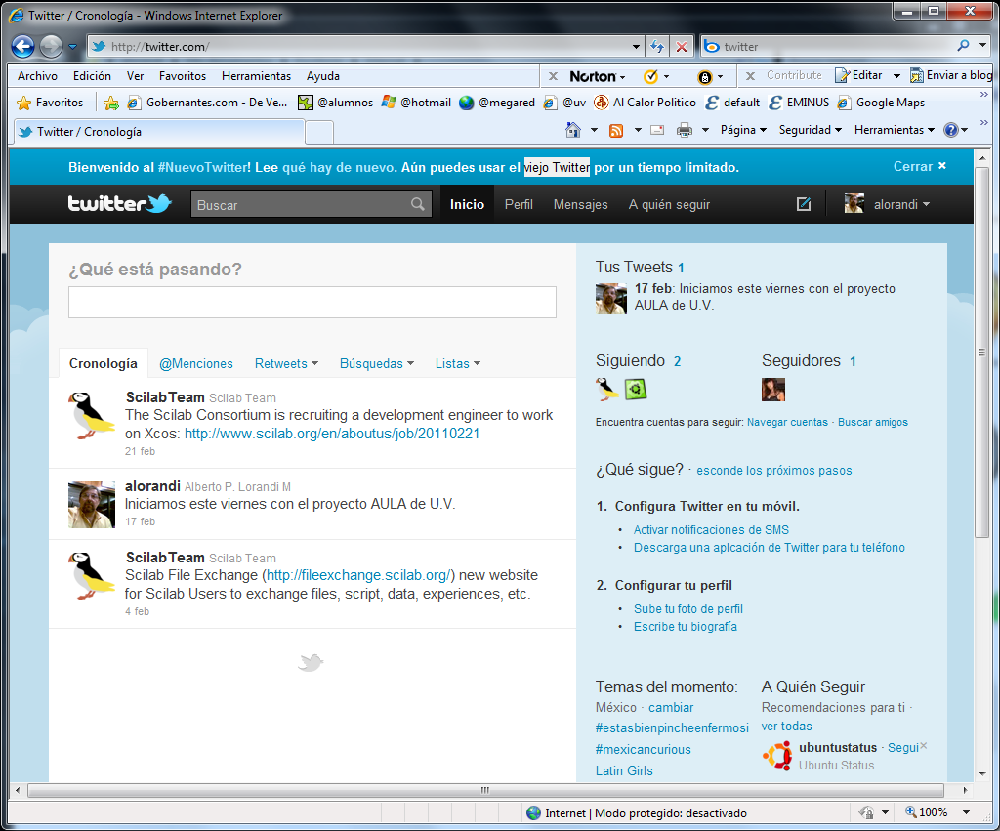 Twitter / Cronología - Windows Internet Explorer
http://twitter.com/
twitter
Archivo Edición Ver Favoritos Herramientas Ayuda
Norton
Contribute
Editar
Enviar a blog
Favoritos
Gobernantes.com - De Ve...
@alumnos
@hotmail
@megared
@uv
Al Calor Politico
default
EMINUS
Google Maps
Twitter / Cronología
Página Seguridad Herramientas
Bienvenido al #NuevoTwitter! Lee qué hay de nuevo. Aún puedes usar el viejo Twitter por un tiempo limitado.
Cerrar ×
twitter
Buscar
Inicio Perfil Mensajes A quién seguir
alorandi
¿Qué está pasando?
Cronología @Menciones Retweets Búsquedas Listas
ScilabTeam Scilab Team
The Scilab Consortium is recruiting a development engineer to work
on Xcos: http://www.scilab.org/en/aboutus/job/20110221
21 feb
alorandi Alberto P. Lorandi M
Iniciamos este viernes con el proyecto AULA de U.V.
17 feb
ScilabTeam Scilab Team
Scilab File Exchange (http://fileexchange.scilab.org/) new website
for Scilab Users to exchange files, script, data, experiences, etc.
4 feb
Tus Tweets 1
17 feb: Iniciamos este viernes con el proyecto
AULA de U.V.
Siguiendo 2
Seguidores 1
Encuentra cuentas para seguir: Navegar cuentas · Buscar amigos
¿Qué sigue? · esconde los próximos pasos
1. Configura Twitter en tu móvil.
• Activar notificaciones de SMS
• Descarga una aplcación de Twitter para tu teléfono
2. Configurar tu perfil
• Sube tu foto de perfil
• Escribe tu biografía
Temas del momento:
México · cambiar
#estasbienpincheenfermosi
#mexicancurious
Latin Girls
A Quién Seguir
Recomendaciones para ti ·
ver todas
ubuntustatus · Segui ×
Ubuntu Status
Internet | Modo protegido: desactivado
100%